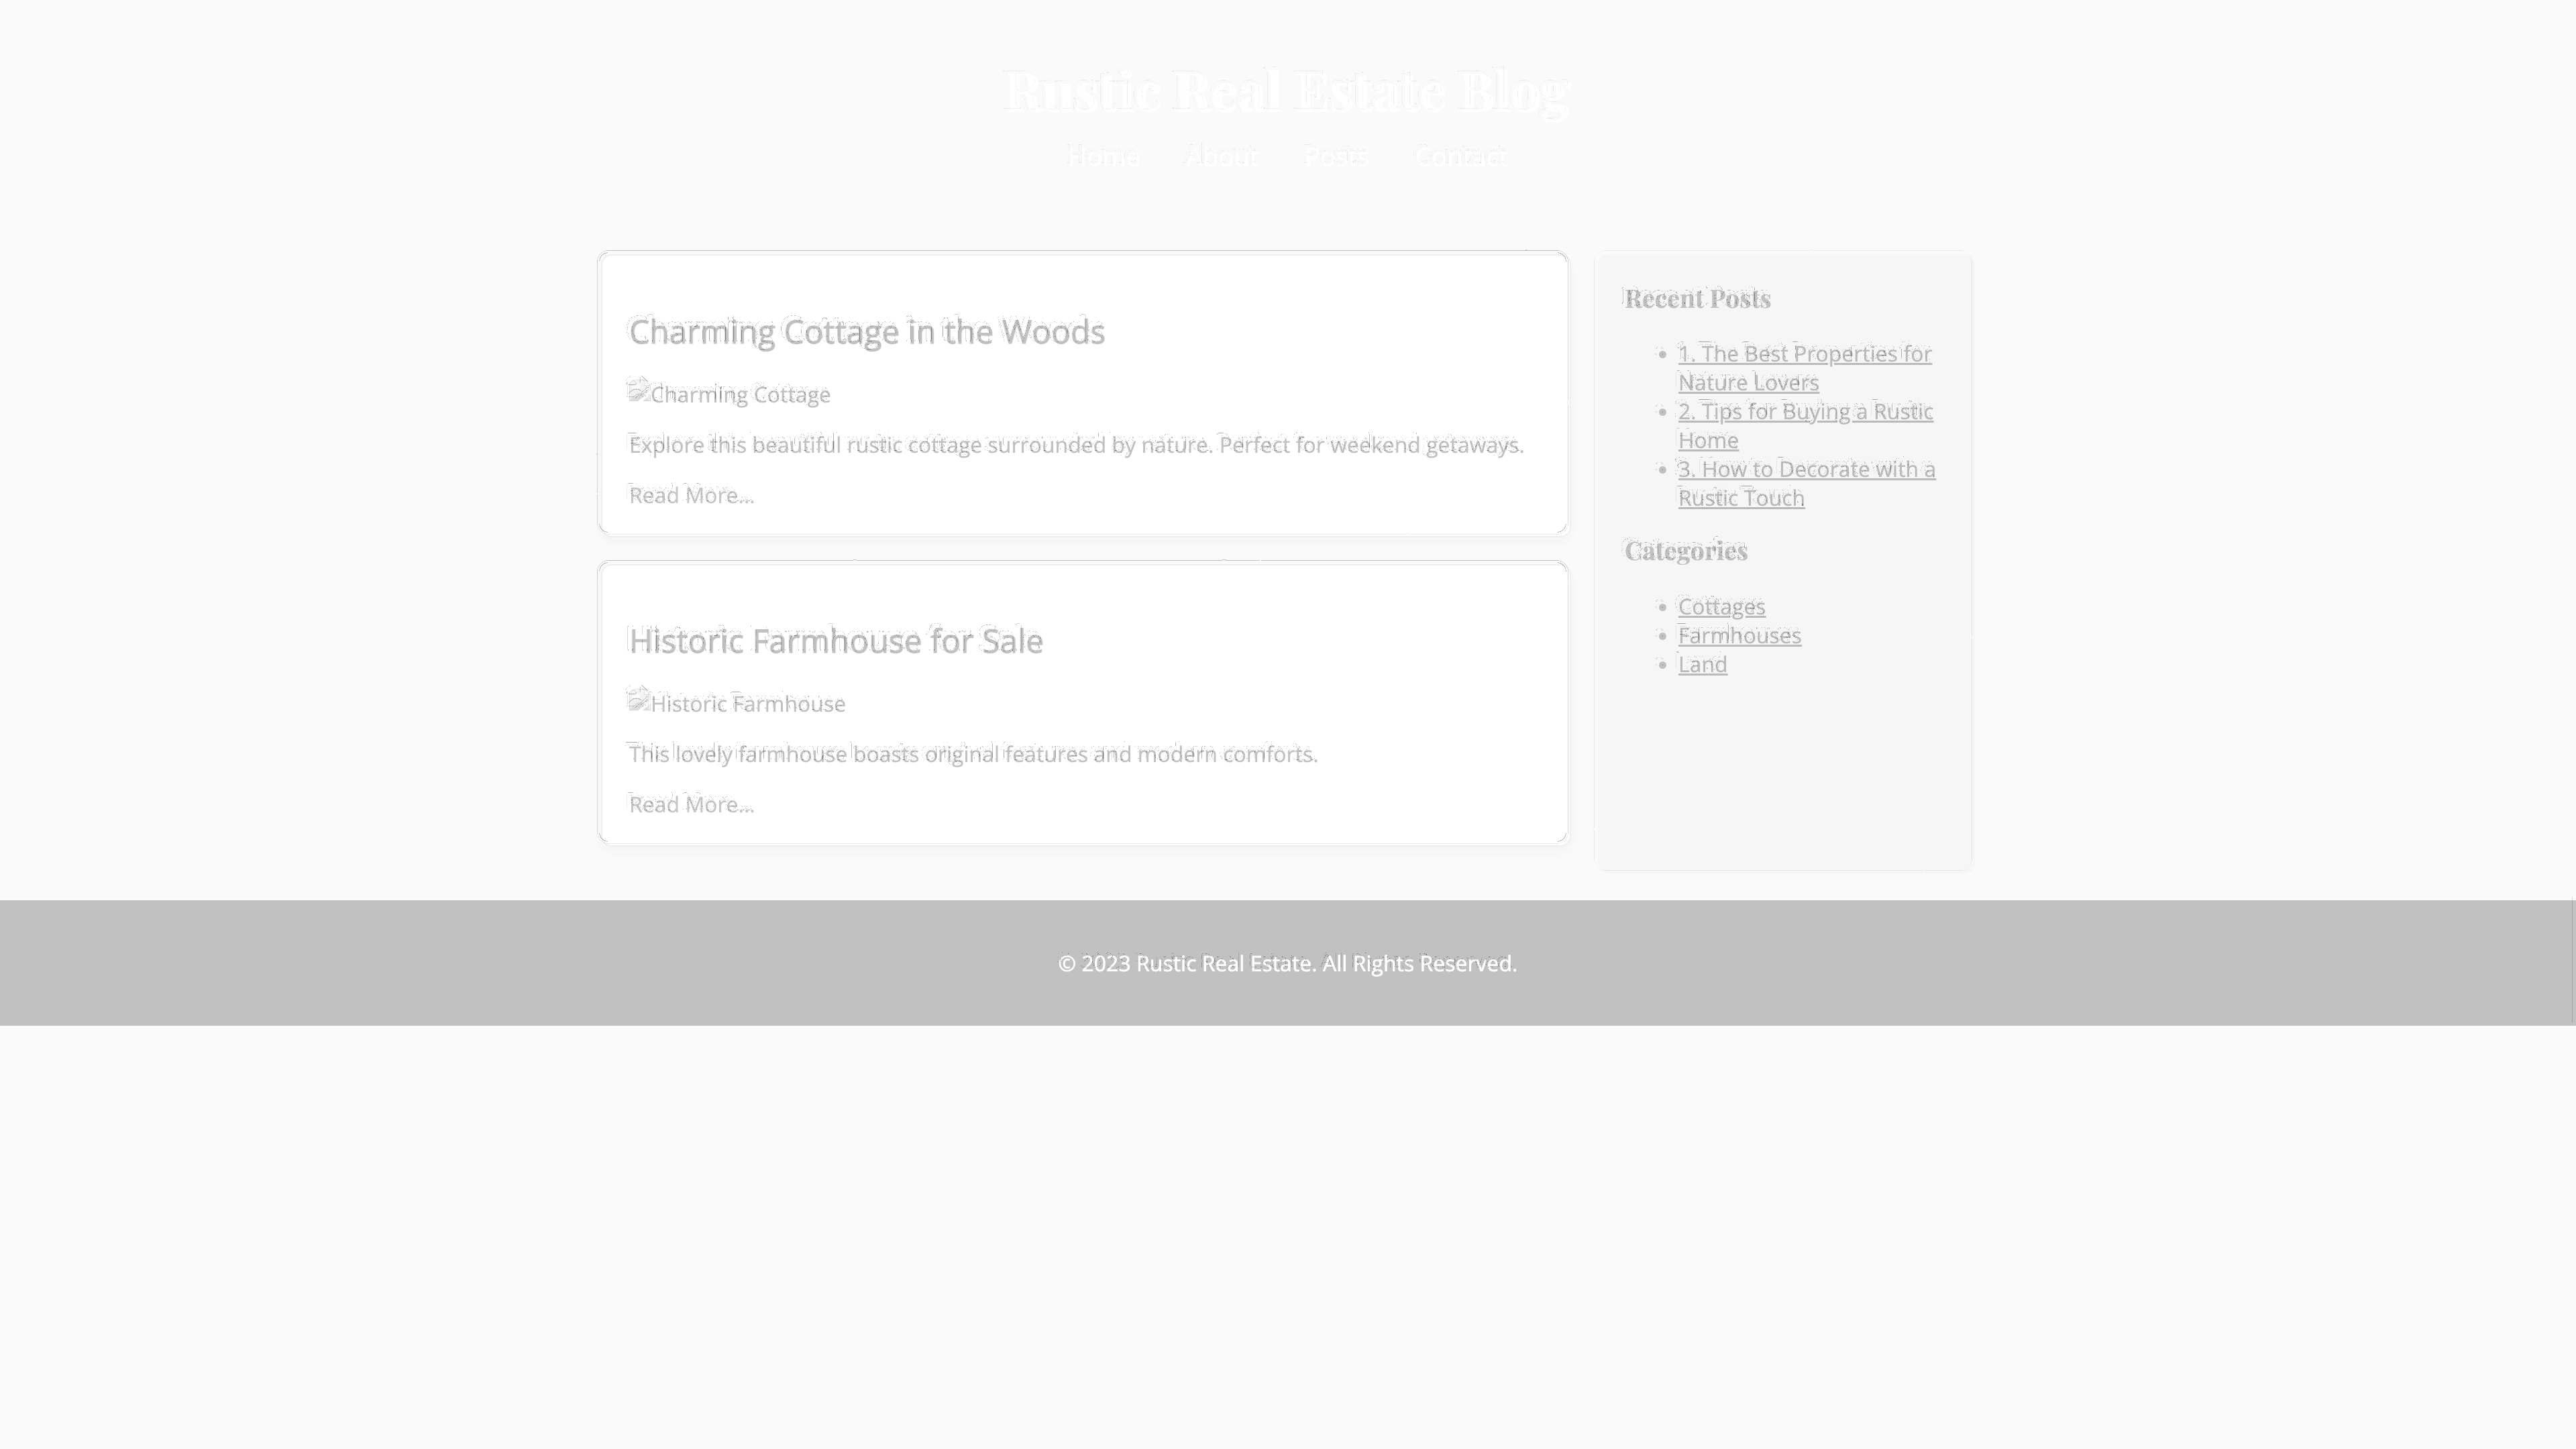 Rustic Real Estate Blog
Home About Posts Contact
Charming Cottage in the Woods
Charming Cottage
Explore this beautiful rustic cottage surrounded by nature. Perfect for weekend getaways.
Read More...
Historic Farmhouse for Sale
Historic Farmhouse
This lovely farmhouse boasts original features and modern comforts.
Read More...
Recent Posts
1. The Best Properties for
Nature Lovers
2. Tips for Buying a Rustic
Home
3. How to Decorate with a
Rustic Touch
Categories
Cottages
Farmhouses
Land
© 2023 Rustic Real Estate. All Rights Reserved.